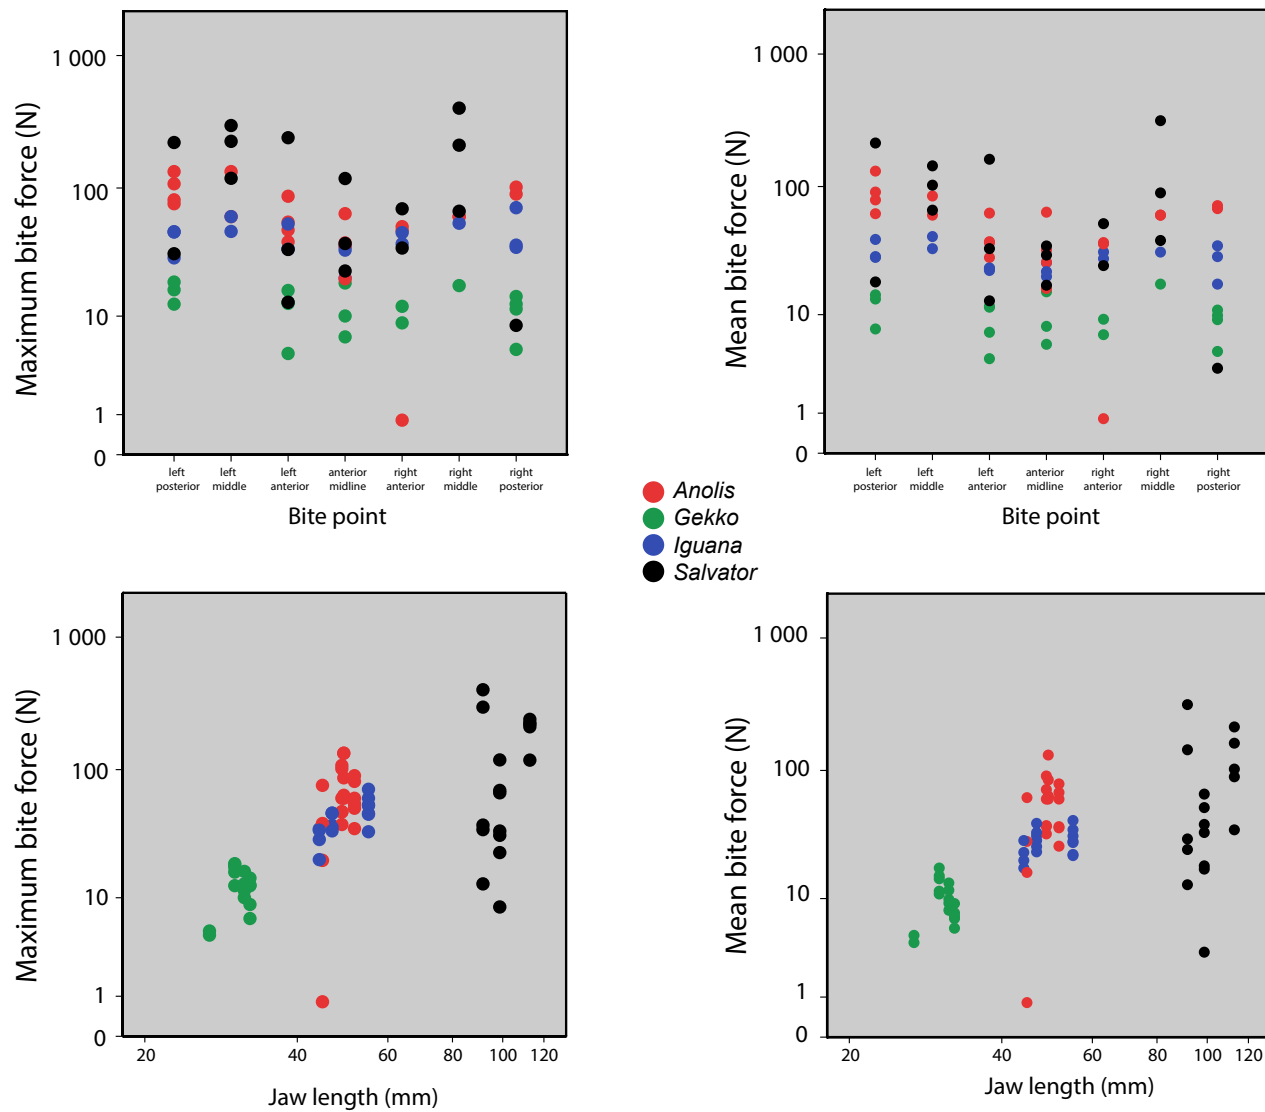 Maximum bite force (N)
1 000
100
10
1
0
left posterior
left middle
left anterior
anterior midline
right anterior
right middle
right posterior
Bite point
Mean bite force (N)
1 000
100
10
1
0
left posterior
left middle
left anterior
anterior midline
right anterior
right middle
right posterior
Bite point
Anolis
Gekko
Iguana
Salvator
Maximum bite force (N)
1 000
100
10
1
0
20 40 60 80 100 120
Jaw length (mm)
Mean bite force (N)
1 000
100
10
1
0
20 40 60 80 100 120
Jaw length (mm)